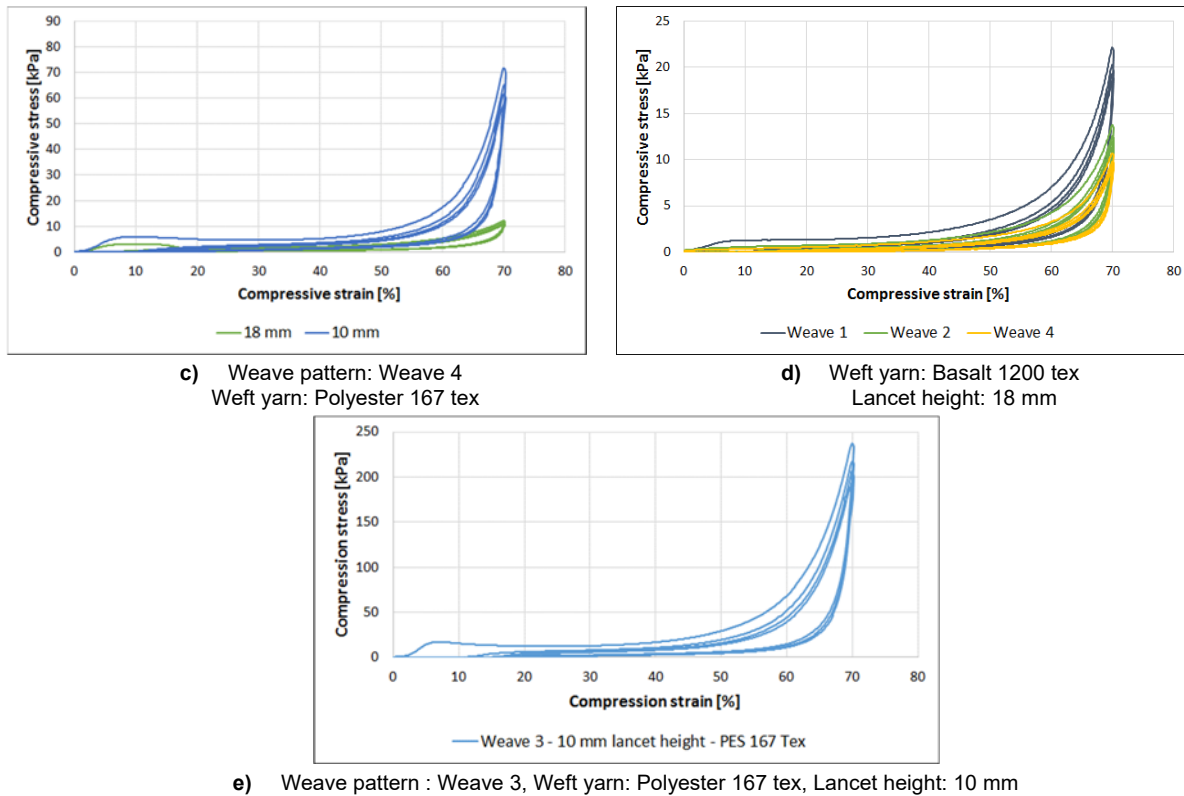 90
80
70
60
50
40
30
20
10
0
Compressive stress [kPa]
0 10 20 30 40 50 60 70 80
Compressive strain [%]
18 mm 10 mm
c) Weave pattern: Weave 4
Weft yarn: Polyester 167 tex
25
20
15
10
5
0
Compressive stress [kPa]
0 10 20 30 40 50 60 70 80
Compressive strain [%]
Weave 1 Weave 2 Weave 4
d) Weft yarn: Basalt 1200 tex
Lancet height: 18 mm
250
200
150
100
50
0
Compression stress [kPa]
0 10 20 30 40 50 60 70 80
Compression strain [%]
Weave 3 - 10 mm lancet height - PES 167 Tex
e) Weave pattern : Weave 3, Weft yarn: Polyester 167 tex, Lancet height: 10 mm